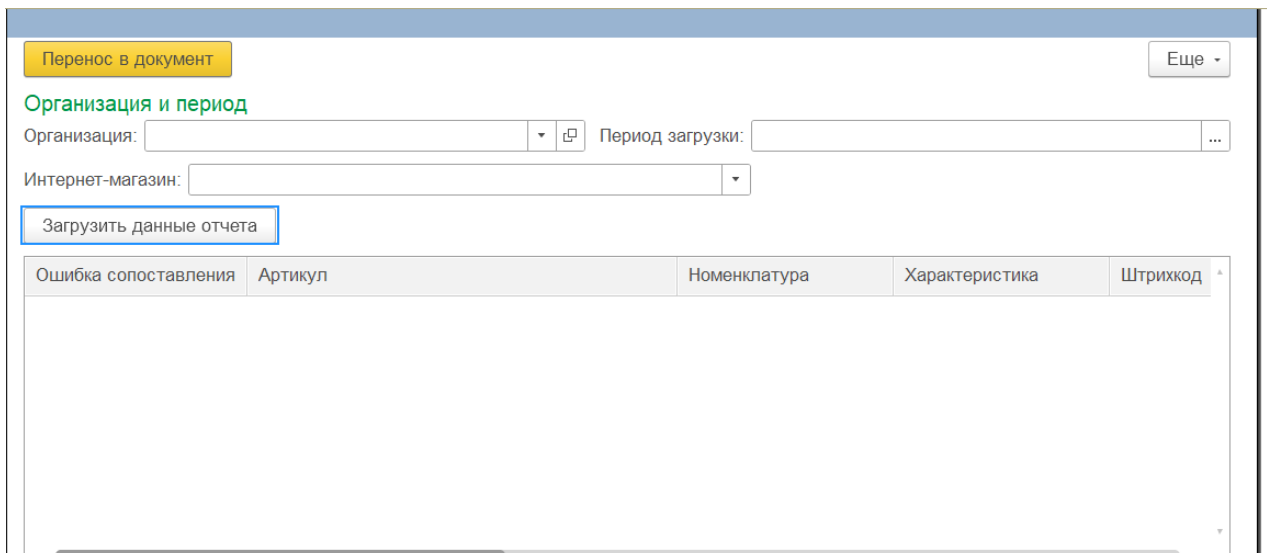 Перенос в документ
Еще
Организация и период
Организация:
Период загрузки:
...
Интернет-магазин:
Загрузить данные отчета
Ошибка сопоставления Артикул Номенклатура Характеристика Штрихкод